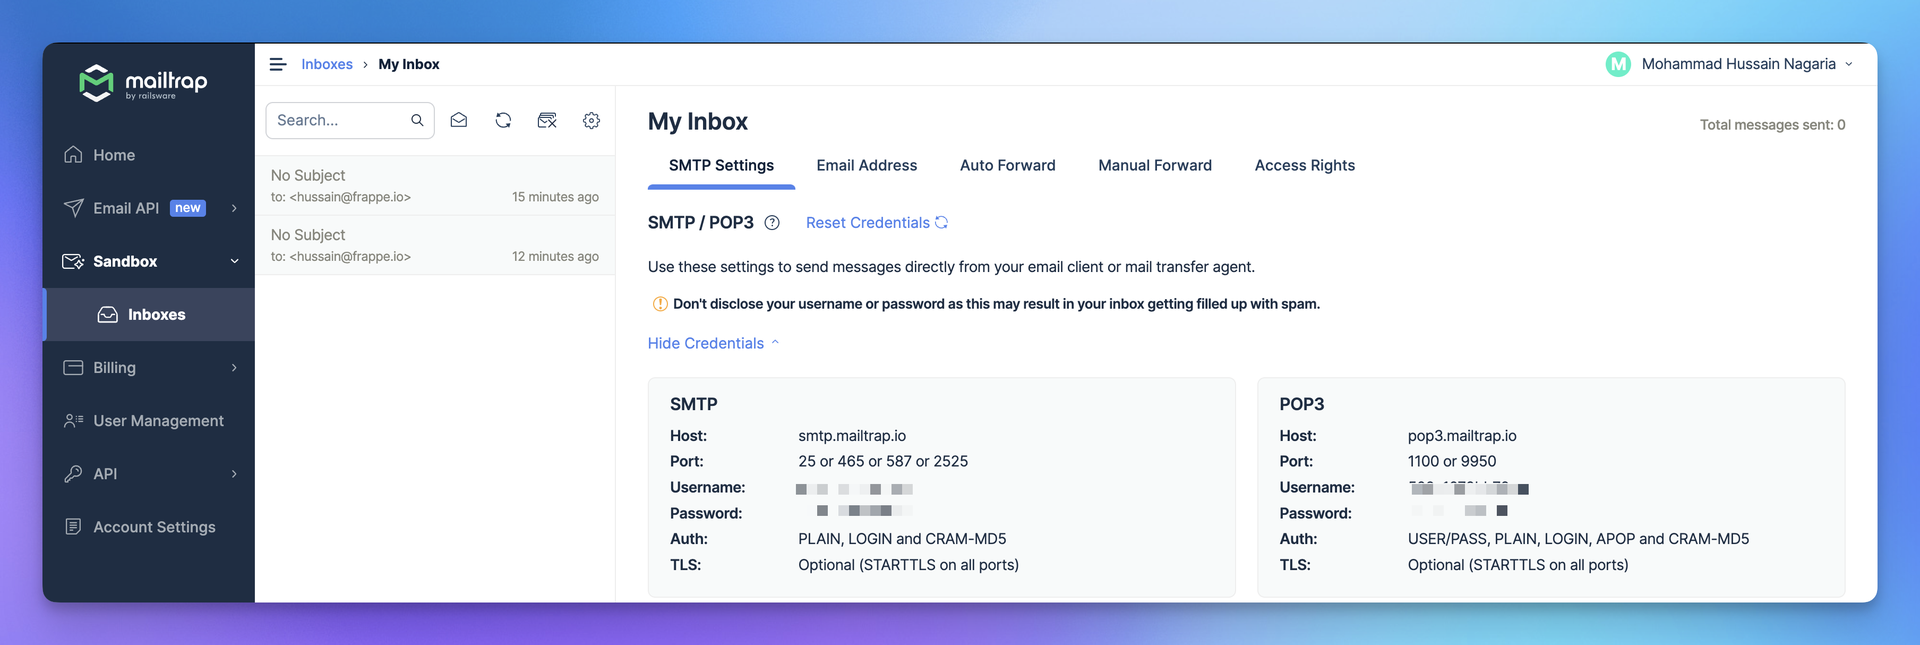 mailtrap
by railsware
Home
Email API new
Sandbox
Inboxes
Billing
User Management
API
Account Settings
Inboxes › My Inbox
M Mohammad Hussain Nagaria
Search...
No Subject
to: <hussain@frappe.io> 15 minutes ago
No Subject
to: <hussain@frappe.io> 12 minutes ago
My Inbox
Total messages sent: 0
SMTP Settings Email Address Auto Forward Manual Forward Access Rights
SMTP / POP3 ? Reset Credentials
Use these settings to send messages directly from your email client or mail transfer agent.
Don't disclose your username or password as this may result in your inbox getting filled up with spam.
Hide Credentials
SMTP
Host: smtp.mailtrap.io
Port: 25 or 465 or 587 or 2525
Username:
Password:
Auth: PLAIN, LOGIN and CRAM-MD5
TLS: Optional (STARTTLS on all ports)
POP3
Host: pop3.mailtrap.io
Port: 1100 or 9950
Username:
Password:
Auth: USER/PASS, PLAIN, LOGIN, APOP and CRAM-MD5
TLS: Optional (STARTTLS on all ports)